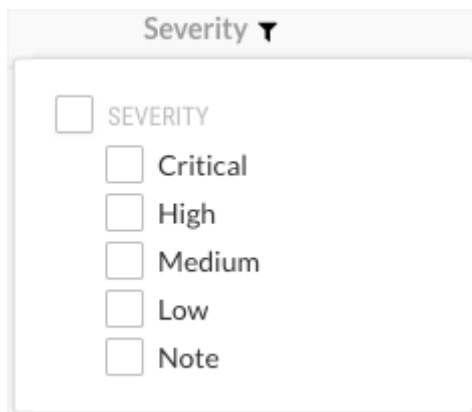 Severity
SEVERITY
Critical
High
Medium
Low
Note